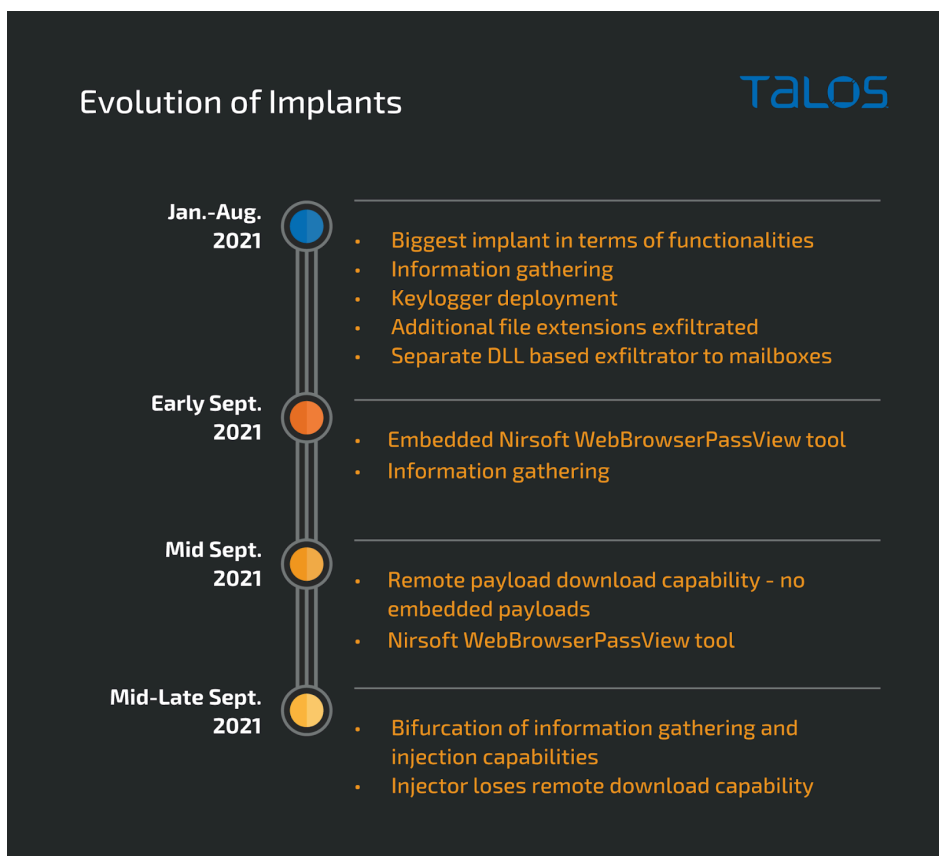 Evolution of Implants
TALOS
Jan.-Aug.
2021
• Biggest implant in terms of functionalities
• Information gathering
• Keylogger deployment
• Additional file extensions exfiltrated
• Separate DLL based exfiltrator to mailboxes
Early Sept.
2021
• Embedded Nirsoft WebBrowserPassView tool
• Information gathering
Mid Sept.
2021
• Remote payload download capability - no
embedded payloads
• Nirsoft WebBrowserPassView tool
Mid-Late Sept.
2021
• Bifurcation of information gathering and
injection capabilities
• Injector loses remote download capability